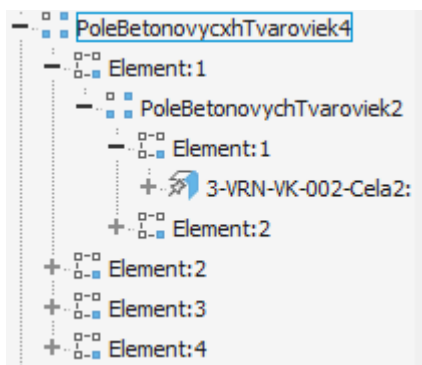 PoleBetonovycxhTvaroviek4
Element:1
PoleBetonovychTvaroviek2
Element:1
3-VRN-VK-002-Cela2:
Element:2
Element:2
Element:3
Element:4